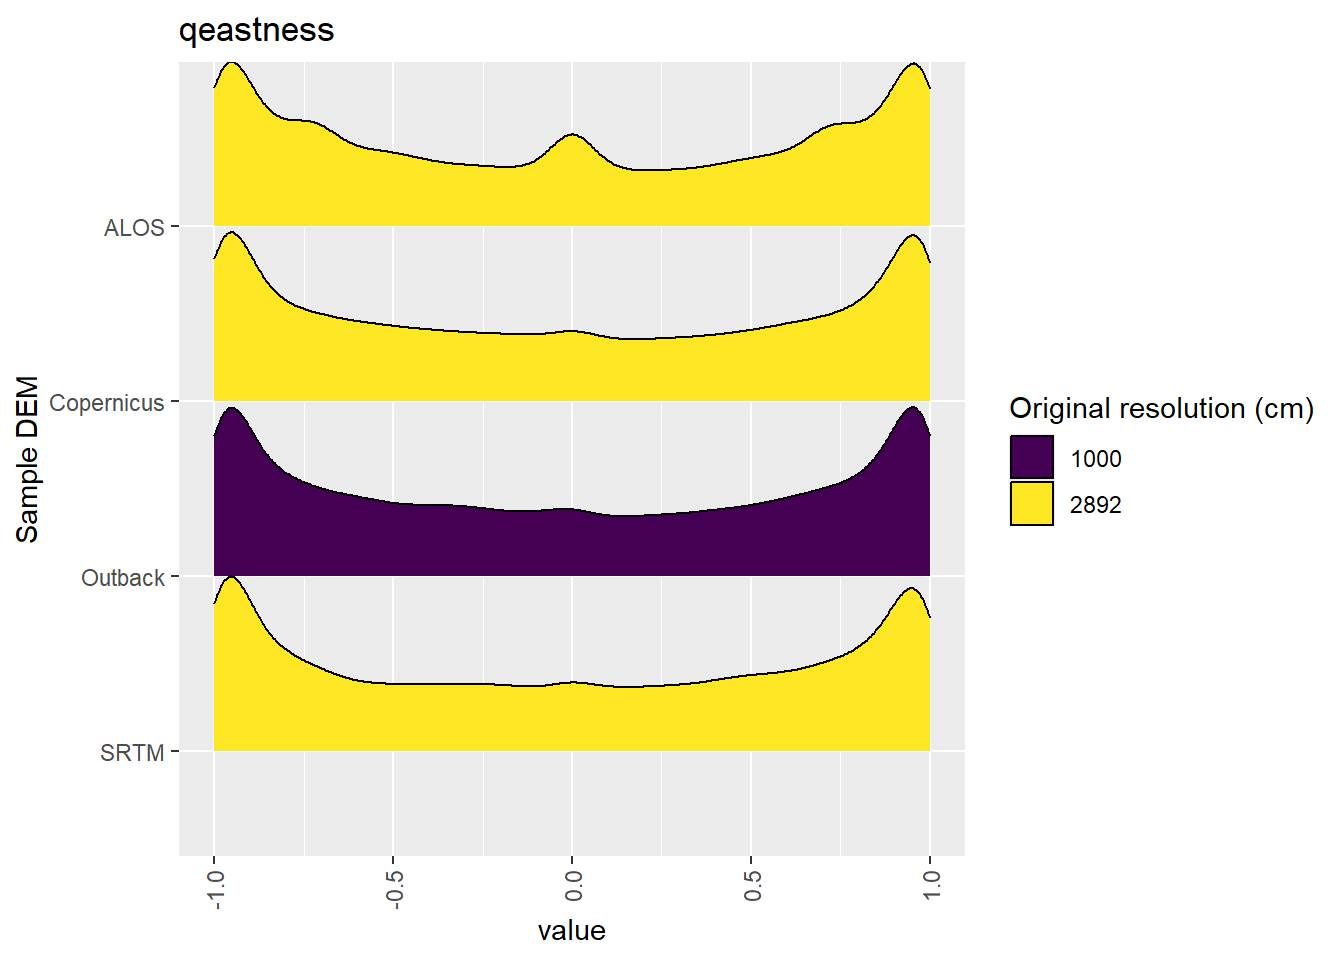 qeastness
Sample DEM
ALOS
Copernicus
Outback
SRTM
-1.0
-0.5
0.0
0.5
1.0
value
Original resolution (cm)
1000
2892